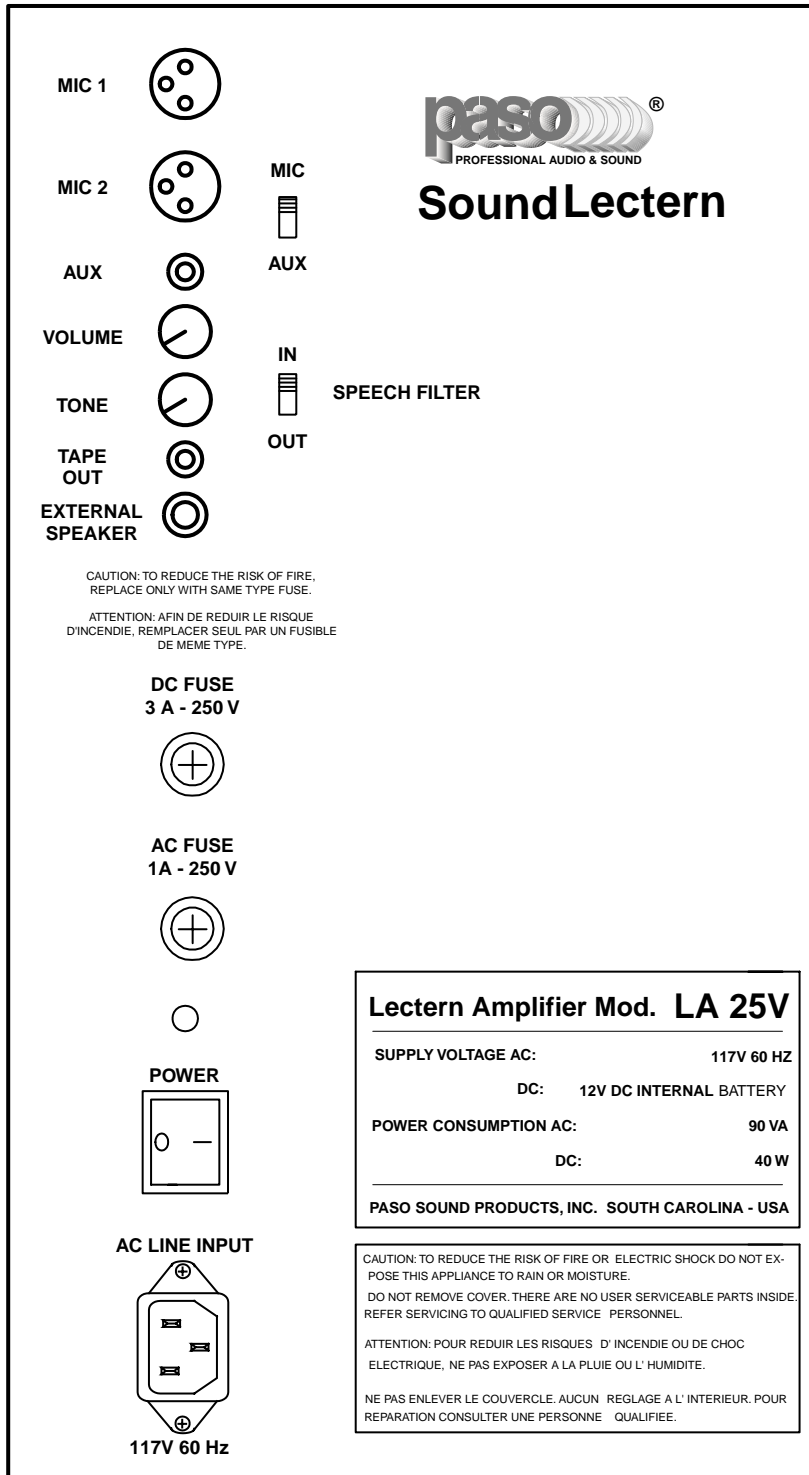 MIC 1
paso ®
PROFESSIONAL AUDIO & SOUND
Sound Lectern
MIC 2
MIC
AUX
AUX
VOLUME
IN
SPEECH FILTER
OUT
TONE
TAPE
OUT
EXTERNAL
SPEAKER
CAUTION: TO REDUCE THE RISK OF FIRE,
REPLACE ONLY WITH SAME TYPE FUSE.
ATTENTION: AFIN DE REDUIR LE RISQUE
D'INCENDIE, REMPLACER SEUL PAR UN FUSIBLE
DE MEME TYPE.
DC FUSE
3 A - 250 V
AC FUSE
1A - 250 V
POWER
AC LINE INPUT
117V 60 Hz
Lectern Amplifier Mod. LA 25V
SUPPLY VOLTAGE AC: 117V 60 HZ
DC: 12V DC INTERNAL BATTERY
POWER CONSUMPTION AC: 90 VA
DC: 40 W
PASO SOUND PRODUCTS, INC. SOUTH CAROLINA - USA
CAUTION: TO REDUCE THE RISK OF FIRE OR ELECTRIC SHOCK DO NOT EX-
POSE THIS APPLIANCE TO RAIN OR MOISTURE.
DO NOT REMOVE COVER. THERE ARE NO USER SERVICEABLE PARTS INSIDE.
REFER SERVICING TO QUALIFIED SERVICE PERSONNEL.
ATTENTION: POUR REDUIR LES RISQUES D' INCENDIE OU DE CHOC
ELECTRIQUE, NE PAS EXPOSER A LA PLUIE OU L' HUMIDITE.
NE PAS ENLEVER LE COUVERCLE. AUCUN REGLAGE A L' INTERIEUR. POUR
REPARATION CONSULTER UNE PERSONNE QUALIFIEE.